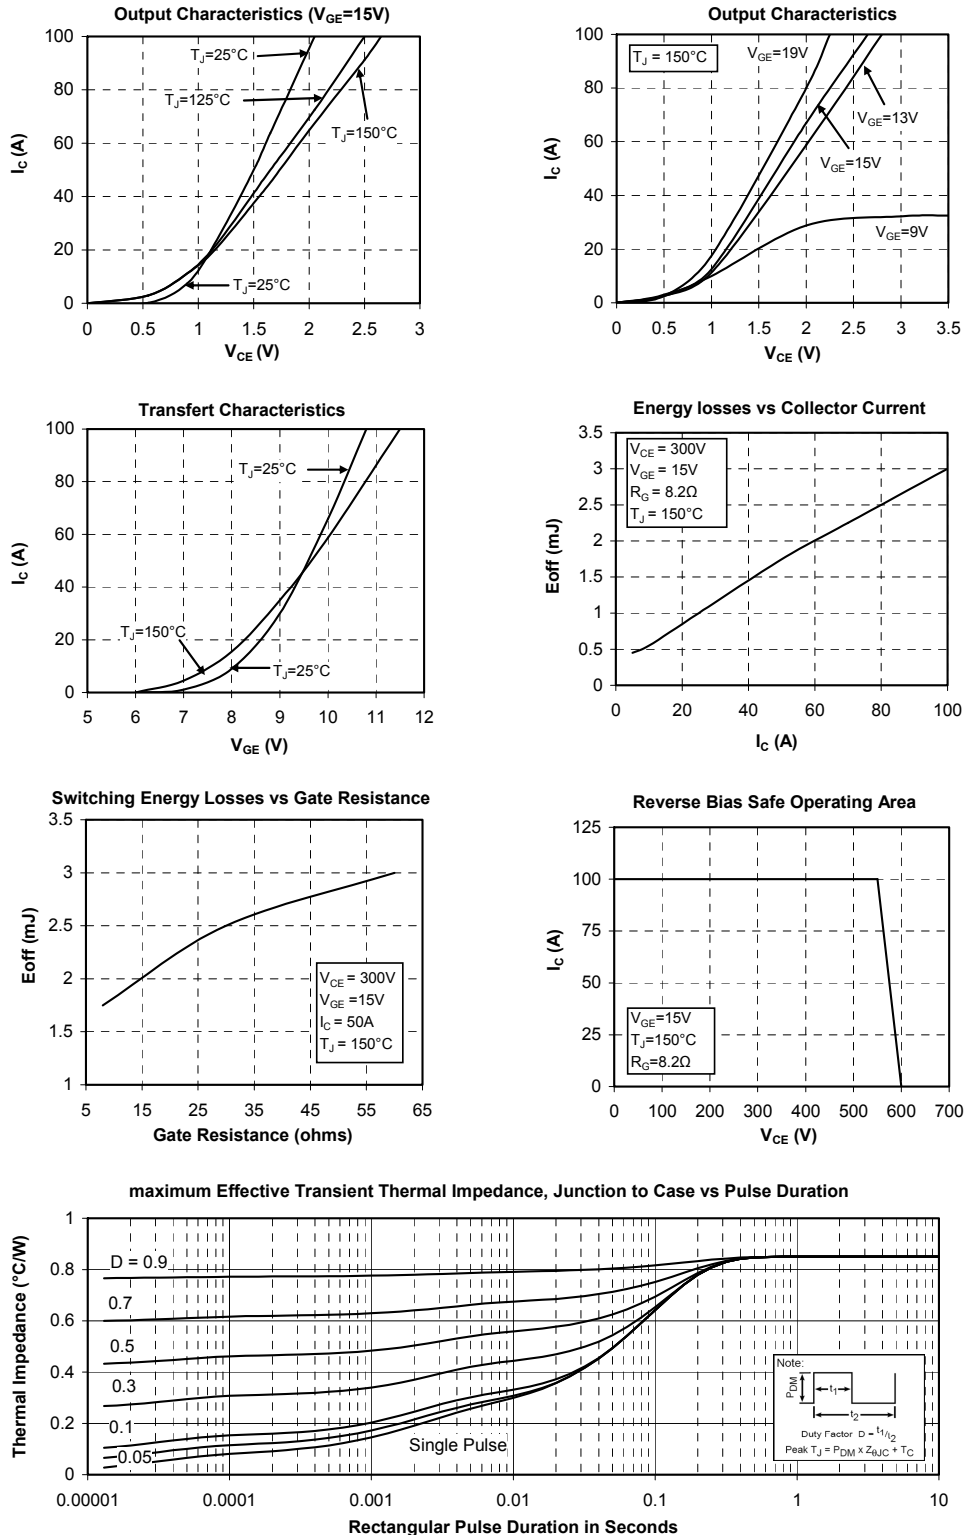 Output Characteristics (VGE=15V)
100
80
60
40
20
0
IC (A)
TJ=25°C
TJ=125°C
TJ=150°C
TJ=25°C
0 0.5 1 1.5 2 2.5 3
VCE (V)
Output Characteristics
100
80
60
40
20
0
IC (A)
TJ = 150°C
VGE=19V
VGE=13V
VGE=15V
VGE=9V
0 0.5 1 1.5 2 2.5 3 3.5
VCE (V)
Transfert Characteristics
100
80
60
40
20
0
IC (A)
TJ=25°C
TJ=150°C
TJ=25°C
5 6 7 8 9 10 11 12
VGE (V)
Energy losses vs Collector Current
3.5
3
2.5
2
1.5
1
0.5
0
Eoff (mJ)
VCE = 300V
VGE = 15V
RG = 8.2Ω
TJ = 150°C
0 20 40 60 80 100
IC (A)
Switching Energy Losses vs Gate Resistance
3.5
3
2.5
2
1.5
1
Eoff (mJ)
VCE = 300V
VGE =15V
IC = 50A
TJ = 150°C
5 15 25 35 45 55 65
Gate Resistance (ohms)
Reverse Bias Safe Operating Area
125
100
75
50
25
0
IC (A)
VGE=15V
TJ=150°C
RG=8.2Ω
0 100 200 300 400 500 600 700
VCE (V)
maximum Effective Transient Thermal Impedance, Junction to Case vs Pulse Duration
1
0.8
0.6
0.4
0.2
0
Thermal Impedance (°C/W)
D = 0.9
0.7
0.5
0.3
0.1
0.05
Single Pulse
Note:
PDM
t1
t2
Duty Factor D = t1/t2
Peak TJ = PDM x ZθJC + TC
0.00001 0.0001 0.001 0.01 0.1 1 10
Rectangular Pulse Duration in Seconds